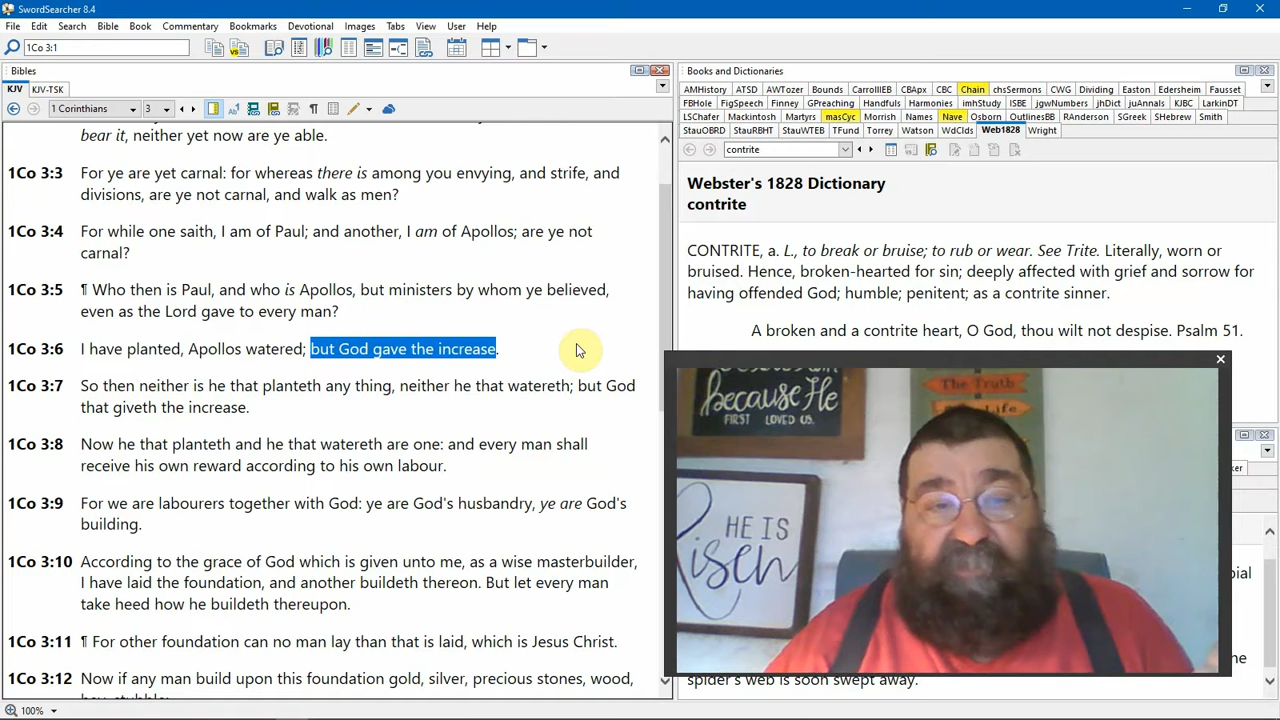 SwordSearcher 8.4
File Edit Search Bible Book Commentary Bookmarks Devotional Images Tabs View User Help
1Co 3:1
Bibles
KJV KJV-TSK
1 Corinthians 3
bear it, neither yet now are ye able.
1Co 3:3 For ye are yet carnal: for whereas there is among you envying, and strife, and
divisions, are ye not carnal, and walk as men?
1Co 3:4 For while one saith, I am of Paul; and another, I am of Apollos; are ye not
carnal?
1Co 3:5 ¶ Who then is Paul, and who is Apollos, but ministers by whom ye believed,
even as the Lord gave to every man?
1Co 3:6 I have planted, Apollos watered; but God gave the increase.
1Co 3:7 So then neither is he that planteth any thing, neither he that watereth; but God
that giveth the increase.
1Co 3:8 Now he that planteth and he that watereth are one: and every man shall
receive his own reward according to his own labour.
1Co 3:9 For we are labourers together with God: ye are God's husbandry, ye are God's
building.
1Co 3:10 According to the grace of God which is given unto me, as a wise masterbuilder,
I have laid the foundation, and another buildeth thereon. But let every man
take heed how he buildeth thereupon.
1Co 3:11 ¶ For other foundation can no man lay than that is laid, which is Jesus Christ.
1Co 3:12 Now if any man build upon this foundation gold, silver, precious stones, wood,
100%
Books and Dictionaries
AMHistory ATSD AWTozer Bounds CarrollIEB CBApx CBC Chain chsSermons CWG Dividing Easton Edersheim Fausset
FBHole FigSpeech Finney GPreaching Handfuls Harmonies imhStudy ISBE jgwNumbers jhDict juAnnals KJBC LarkinDT
LSChafer Mackintosh Martyrs masCyc Morrish Names Nave Osborn OutlinesBB RAnderson SGreek SHebrew Smith
StauOBRD StauRBHT StauWTEB TFund Torrey Watson WdClds Web1828 Wright
contrite
Webster's 1828 Dictionary
contrite
CONTRITE, a. L., to break or bruise; to rub or wear. See Trite. Literally, worn or
bruised. Hence, broken-hearted for sin; deeply affected with grief and sorrow for
having offended God; humble; penitent; as a contrite sinner.
A broken and a contrite heart, O God, thou wilt not despise. Psalm 51.
because He
FIRST LOVED US.
The Truth
HE IS
Risen
spider's web is soon swept away.